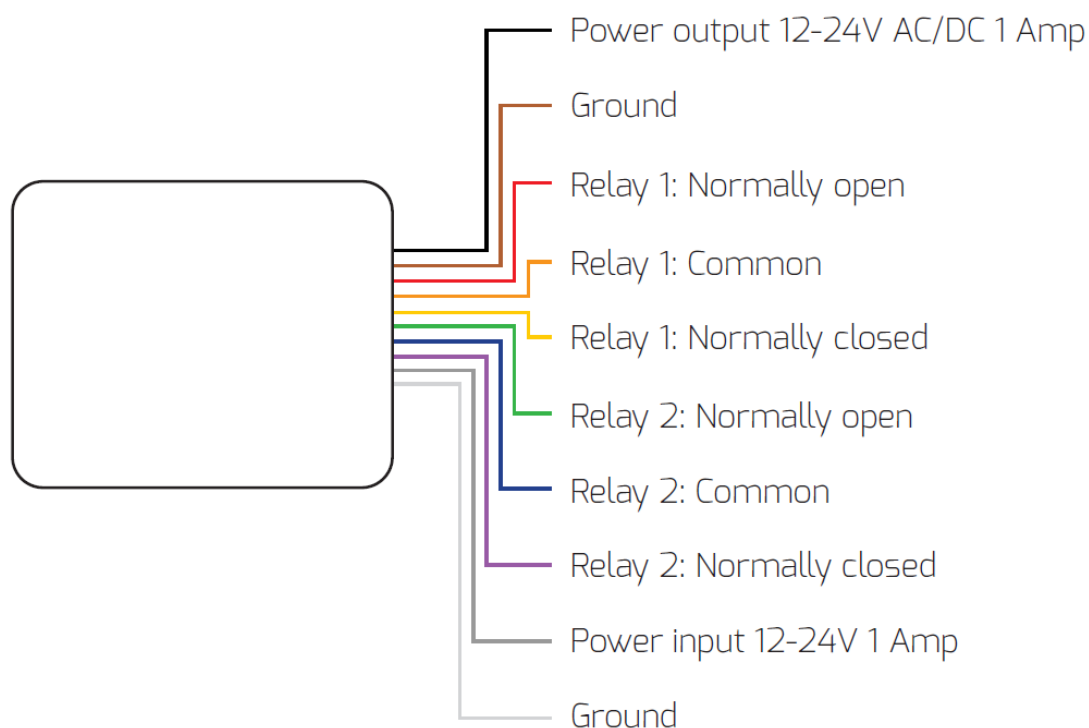 Power output 12-24V AC/DC 1 Amp
Ground
Relay 1: Normally open
Relay 1: Common
Relay 1: Normally closed
Relay 2: Normally open
Relay 2: Common
Relay 2: Normally closed
Power input 12-24V 1 Amp
Ground